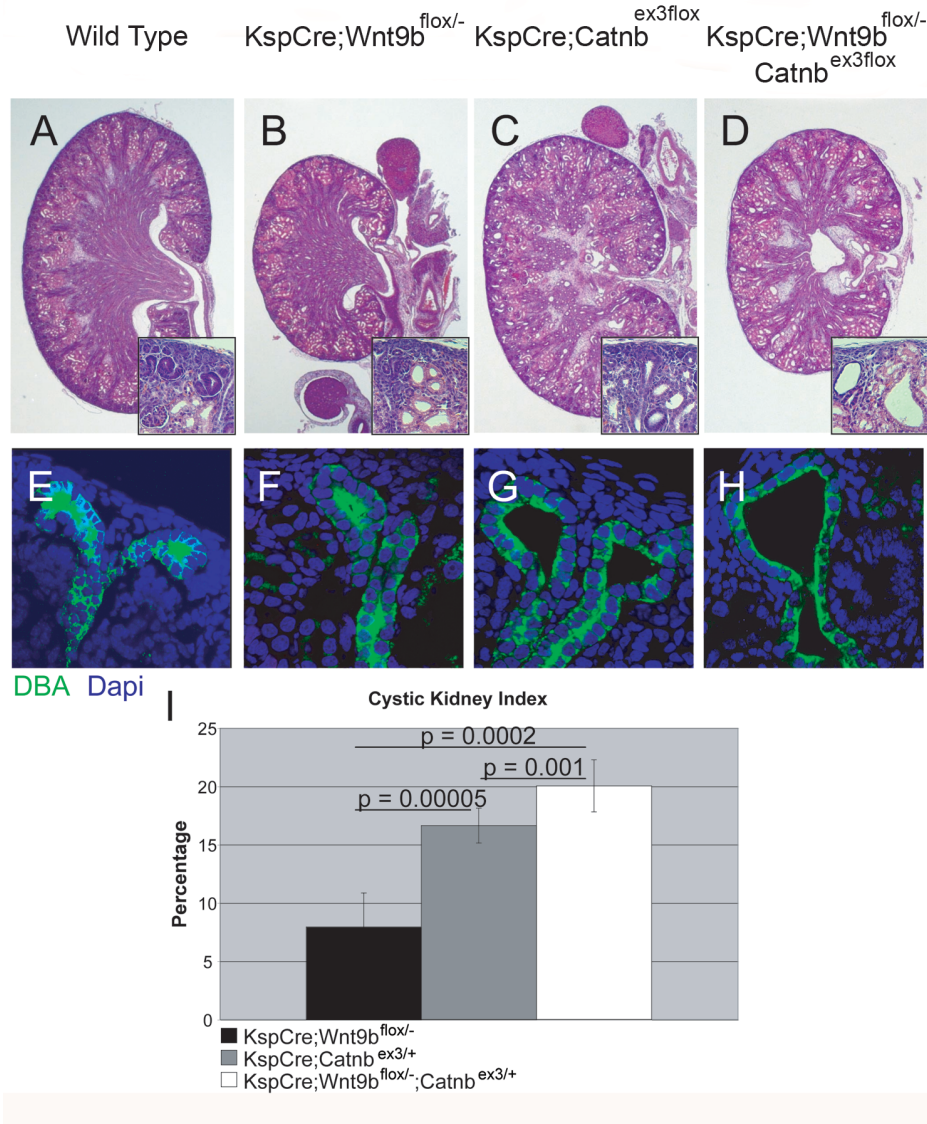 Wild Type
KspCre;Wnt9b^flox/-
KspCre;Catnb^ex3flox
KspCre;Wnt9b^flox/-
Catnb^ex3flox
A
B
C
D
E
F
G
H
DBA Dapi
I
Cystic Kidney Index
25
20
15
10
5
0
Percentage
p = 0.0002
p = 0.001
p = 0.00005
KspCre;Wnt9b^flox/-
KspCre;Catnb^ex3/+
KspCre;Wnt9b^flox/-;Catnb^ex3/+